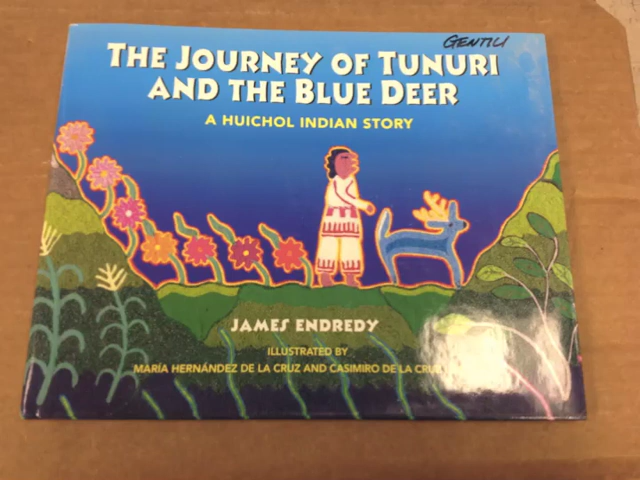 GENTILI
THE JOURNEY OF TUNURI
AND THE BLUE DEER
A HUICHOL INDIAN STORY
JAMES ENDREDY
ILLUSTRATED BY
MARÍA HERNÁNDEZ DE LA CRUZ AND CASIMIRO DE LA CRUZ